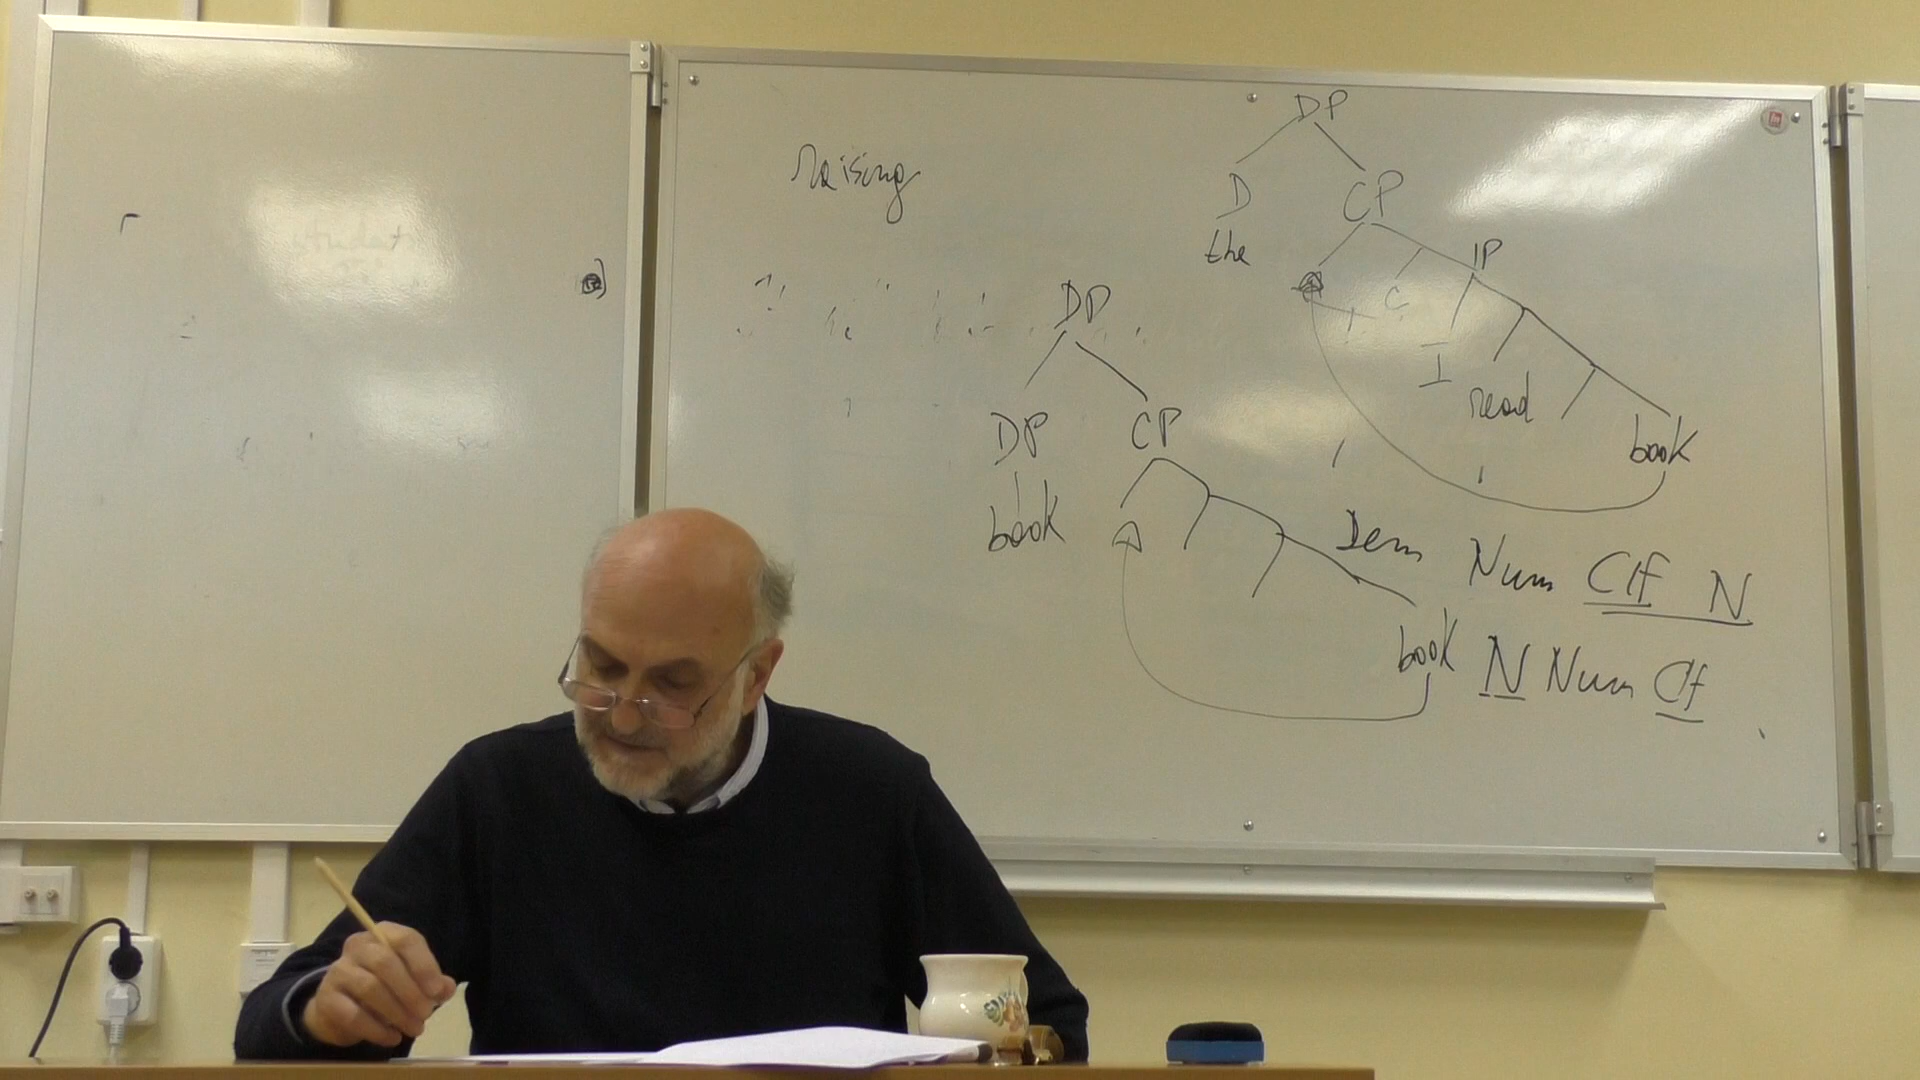 DP
raising
D CP
the
IP
C
DP
I
read
DP CP
book
book
Dem Num Clf N
book
N Num Clf